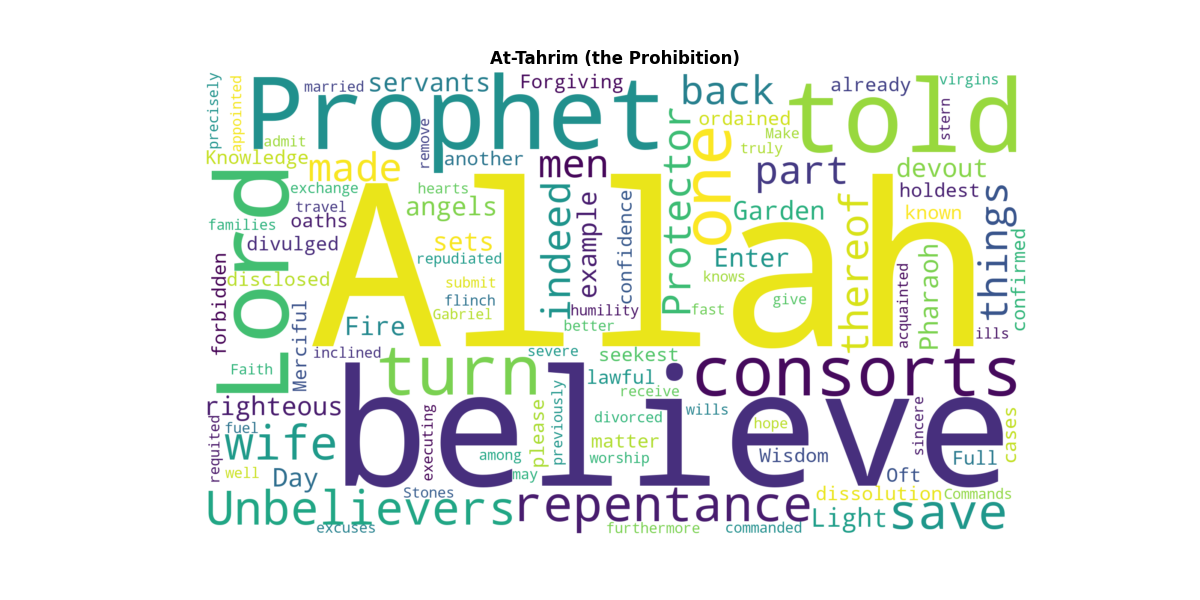 At-Tahrim (the Prohibition)
precisely
appointed
married
servants
Forgiving
back
already
virgins
Prophet
told
stern
ordained
Make
truly
admit
remove
Knowledge
made
another
men
Protector
one
part
devout
Lord
exchange
hearts
indeed
example
confidence
holdest
things
travel
angels
Garden
thereof
known
families
oaths
divulged
sets
repudiated
Enter
confirmed
forbidden
disclosed
submit
knows
Pharaoh
acquainted
Allah
flinch
give
Merciful
Fire
Gabriel
humility
fast
better
ills
inclined
severe
seekest
Faith
turn
lawful
consorts
receive
righteous
believe
executing
please
previously
divorced
wills
sincere
cases
requited
fuel
wife
matter
hope
well
among
worship
Wisdom
Full
Day
may
Oft
Stones
Unbelievers
repentance
dissolution
Commands
Light
save
excuses
furthermore
commanded